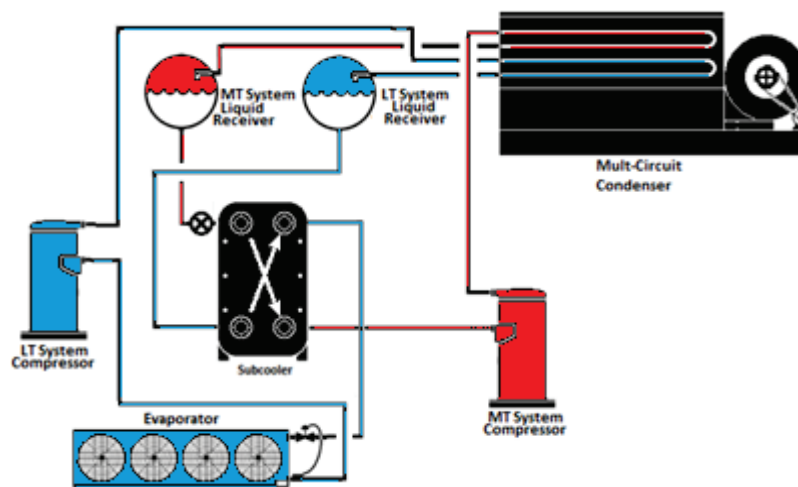 MT System
Liquid
Receiver
LT System
Liquid
Receiver
Mult-Circuit
Condenser
LT System
Compressor
Subcooler
Evaporator
MT System
Compressor